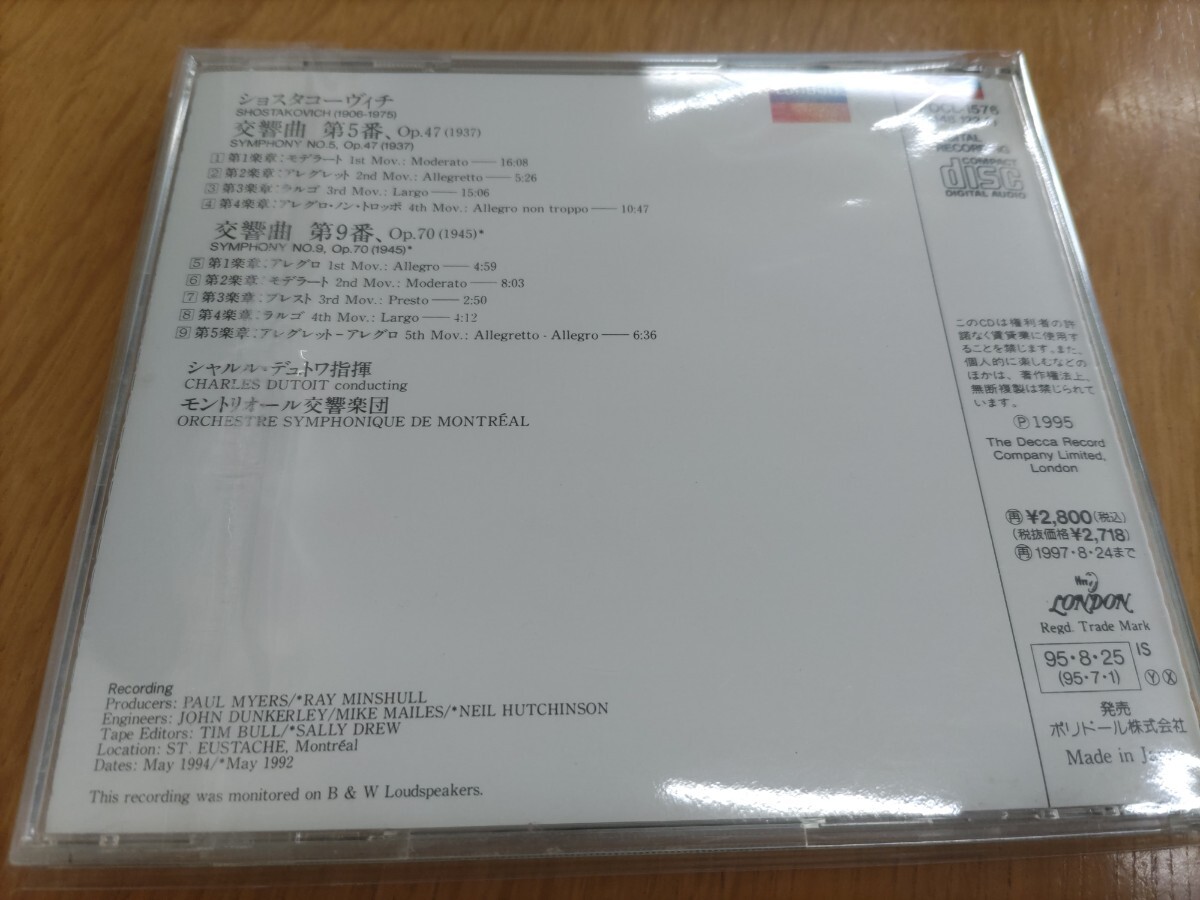 ショスタコーヴィチ
SHOSTAKOVICH (1906-1975)
交響曲 第5番、Op.47 (1937)
SYMPHONY NO.5, Op.47 (1937)
1 第1楽章:モデラート 1st Mov.: Moderato — 16:08
2 第2楽章:アレグレット 2nd Mov.: Allegretto — 5:26
3 第3楽章:ラルゴ 3rd Mov.: Largo — 15:06
4 第4楽章:アレグロ・ノン・トロッポ 4th Mov.: Allegro non troppo — 10:47
交響曲 第9番、Op.70 (1945)*
SYMPHONY NO.9, Op.70 (1945)*
5 第1楽章:アレグロ 1st Mov.: Allegro — 4:59
6 第2楽章:モデラート 2nd Mov.: Moderato — 8:03
7 第3楽章:プレスト 3rd Mov.: Presto — 2:50
8 第4楽章:ラルゴ 4th Mov.: Largo — 4:12
9 第5楽章:アレグレット-アレグロ 5th Mov.: Allegretto - Allegro — 6:36
シャルル・デュトワ指揮
CHARLES DUTOIT conducting
モントリオール交響楽団
ORCHESTRE SYMPHONIQUE DE MONTRÉAL
Recording
Producers: PAUL MYERS/*RAY MINSHULL
Engineers: JOHN DUNKERLEY/MIKE MAILES/*NEIL HUTCHINSON
Tape Editors: TIM BULL/*SALLY DREW
Location: ST. EUSTACHE, Montréal
Dates: May 1994/*May 1992
This recording was monitored on B & W Loudspeakers.
RECORDING
COMPACT
disc
DIGITAL AUDIO
このCDは権利者の許
諾なく賃貸業に使用す
ることを禁じます。また、
個人的に楽しむなどの
ほかは、著作権法上、
無断複製は禁じられて
います。
Ⓟ1995
The Decca Record
Company Limited,
London
再 ¥2,800(税込)
(税抜価格¥2,718)
再 1997・8・24まで
LONDON
Regd. Trade Mark
95・8・25 IS
(95・7・1) Ⓨ Ⓧ
発売
ポリドール株式会社
Made in